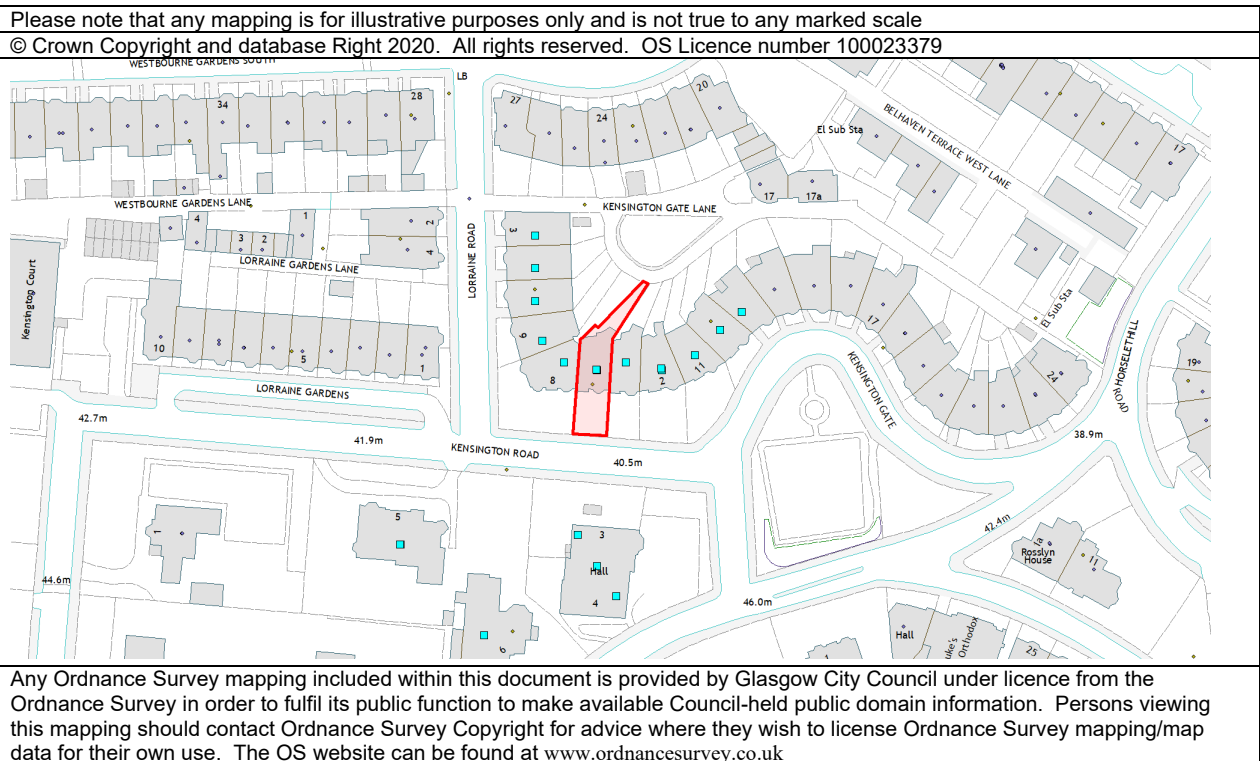 Please note that any mapping is for illustrative purposes only and is not true to any marked scale
© Crown Copyright and database Right 2020. All rights reserved. OS Licence number 100023379
WESTBOURNE GARDENS SOUTH
LB
34
28
27
24
20
El Sub Sta
BELHAVEN TERRACE WEST LANE
17
17
17a
WESTBOURNE GARDENS LANE
KENSINGTON GATE LANE
4
3
2
1
2
4
3
LORRAINE GARDENS LANE
LORRAINE ROAD
Kensington Court
El Sub Sta
HORSELETHILL
ROAD
10
5
1
9
8
2
11
17
24
19
LORRAINE GARDENS
KENSINGTON GATE
42.7m
41.9m
KENSINGTON ROAD
40.5m
38.9m
42.4m
1
5
3
Hall
4
1a
Rosslyn
House
11
44.6m
46.0m
6
Hall
uke's
Orthodox
25
1
Any Ordnance Survey mapping included within this document is provided by Glasgow City Council under licence from the
Ordnance Survey in order to fulfil its public function to make available Council-held public domain information. Persons viewing
this mapping should contact Ordnance Survey Copyright for advice where they wish to license Ordnance Survey mapping/map
data for their own use. The OS website can be found at www.ordnancesurvey.co.uk